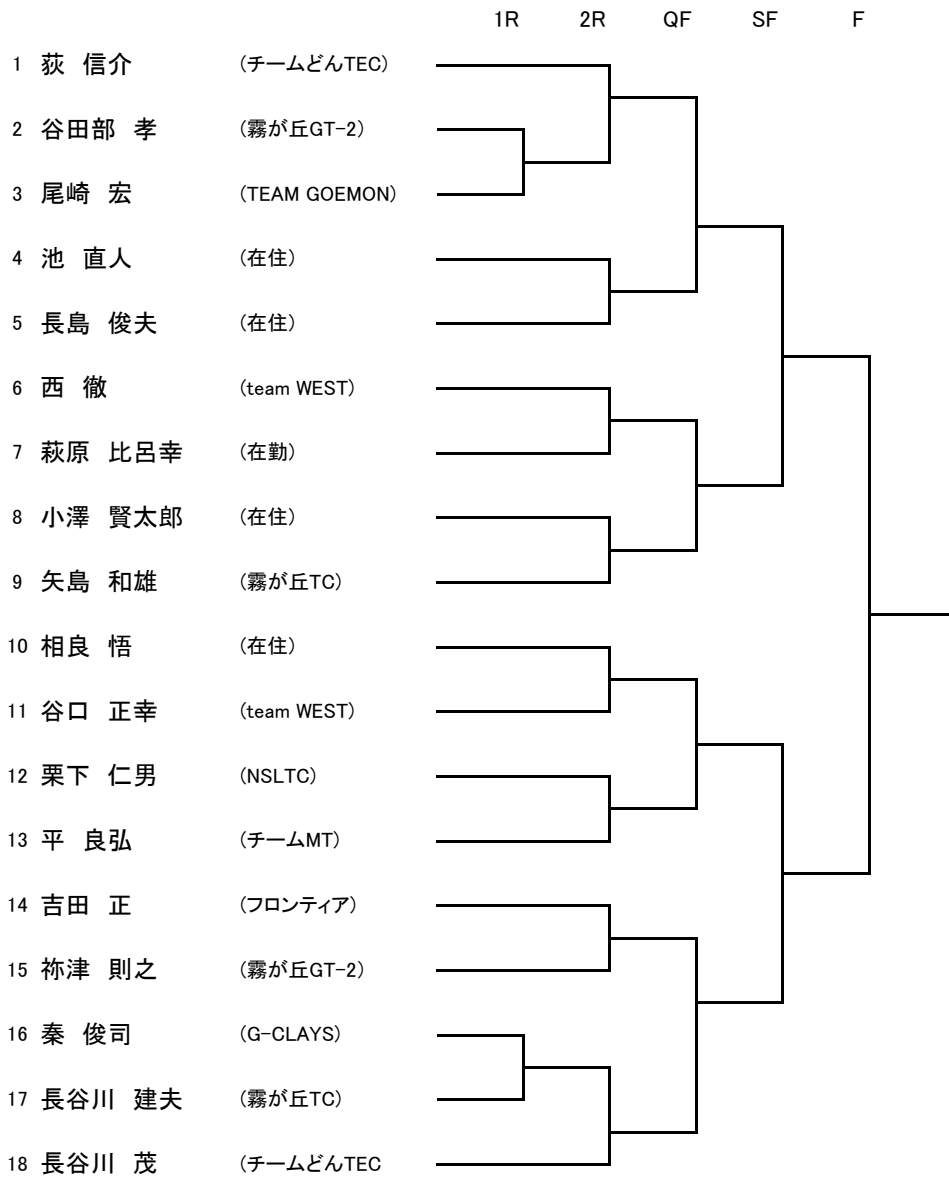 1R 2R QF SF F
1 荻 信介 (チームどんTEC)
2 谷田部 孝 (霧が丘GT-2)
3 尾崎 宏 (TEAM GOEMON)
4 池 直人 (在住)
5 長島 俊夫 (在住)
6 西 徹 (team WEST)
7 萩原 比呂幸 (在勤)
8 小澤 賢太郎 (在住)
9 矢島 和雄 (霧が丘TC)
10 相良 悟 (在住)
11 谷口 正幸 (team WEST)
12 栗下 仁男 (NSLTC)
13 平 良弘 (チームMT)
14 吉田 正 (フロンティア)
15 祢津 則之 (霧が丘GT-2)
16 秦 俊司 (G-CLAYS)
17 長谷川 建夫 (霧が丘TC)
18 長谷川 茂 (チームどんTEC